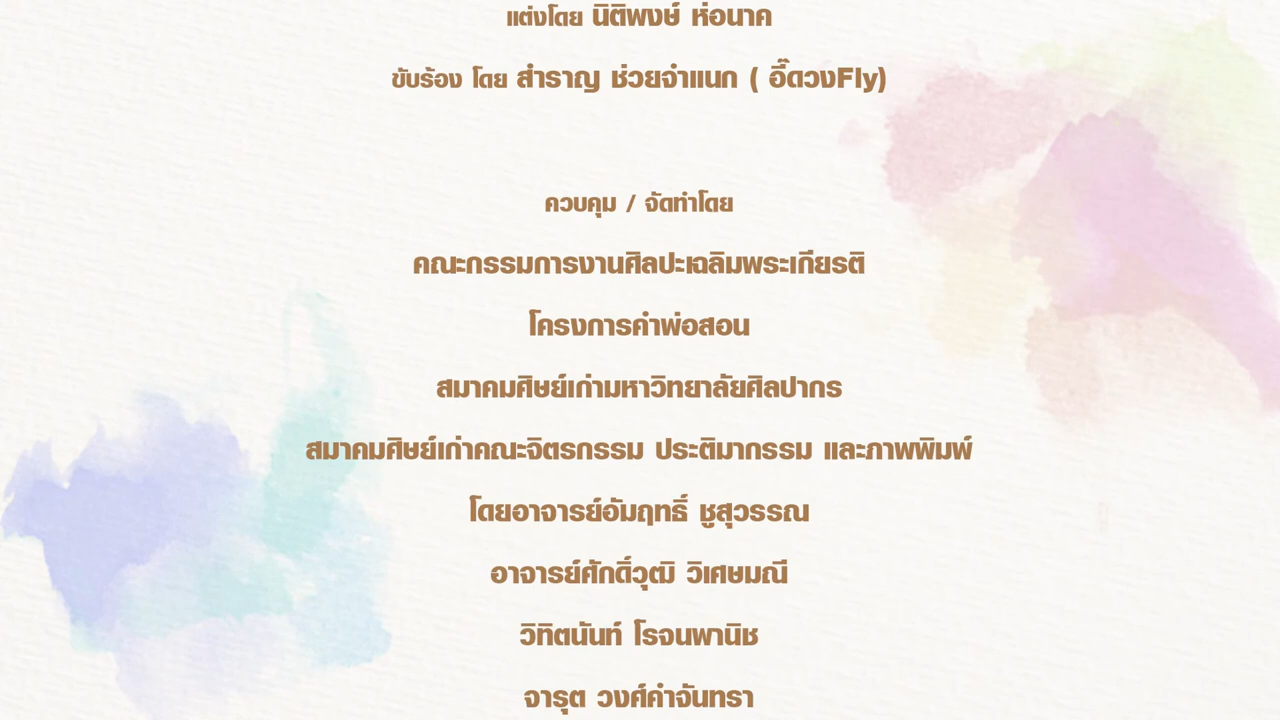 แต่งโดย นิติพงษ์ ห่อนาค
ขับร้อง โดย สำราญ ช่วยจำแนก ( อี๊ดวงFly)
ควบคุม / จัดทำโดย
คณะกรรมการงานศิลปะเฉลิมพระเกียรติ
โครงการคำพ่อสอน
สมาคมศิษย์เก่ามหาวิทยาลัยศิลปากร
สมาคมศิษย์เก่าคณะจิตรกรรม ประติมากรรม และภาพพิมพ์
โดยอาจารย์อัมฤทธิ์ ชูสุวรรณ
อาจารย์ศักดิ์วุฒิ วิเศษมณี
วิทิตนันท์ โรจนพานิช
จารุต วงศ์คำจันทรา